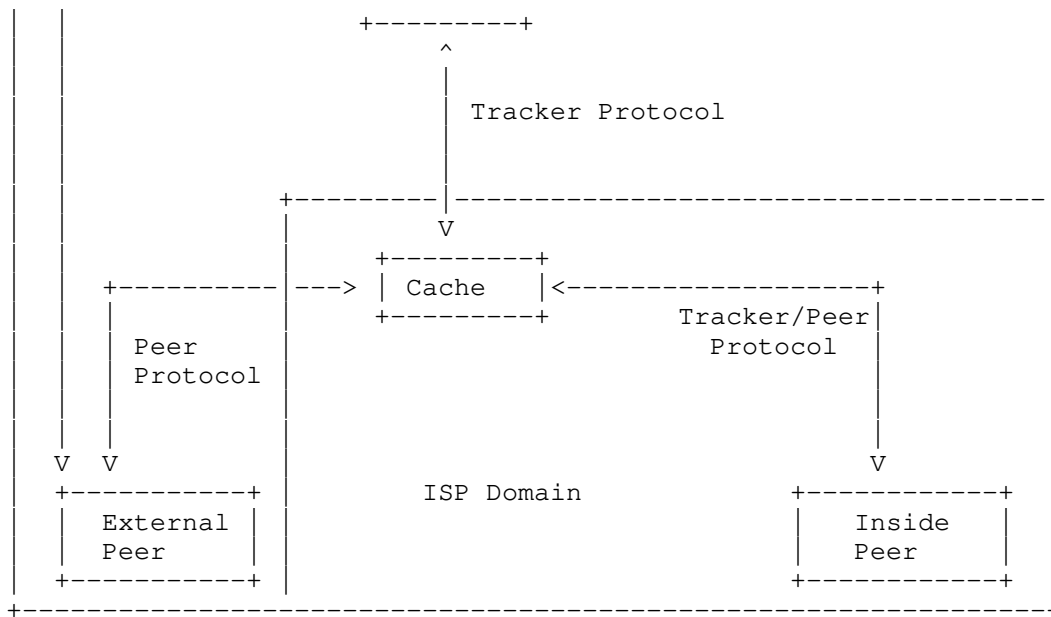 Tracker Protocol
Cache
Tracker/Peer
Peer Protocol
Protocol
ISP Domain
External Inside
Peer Peer